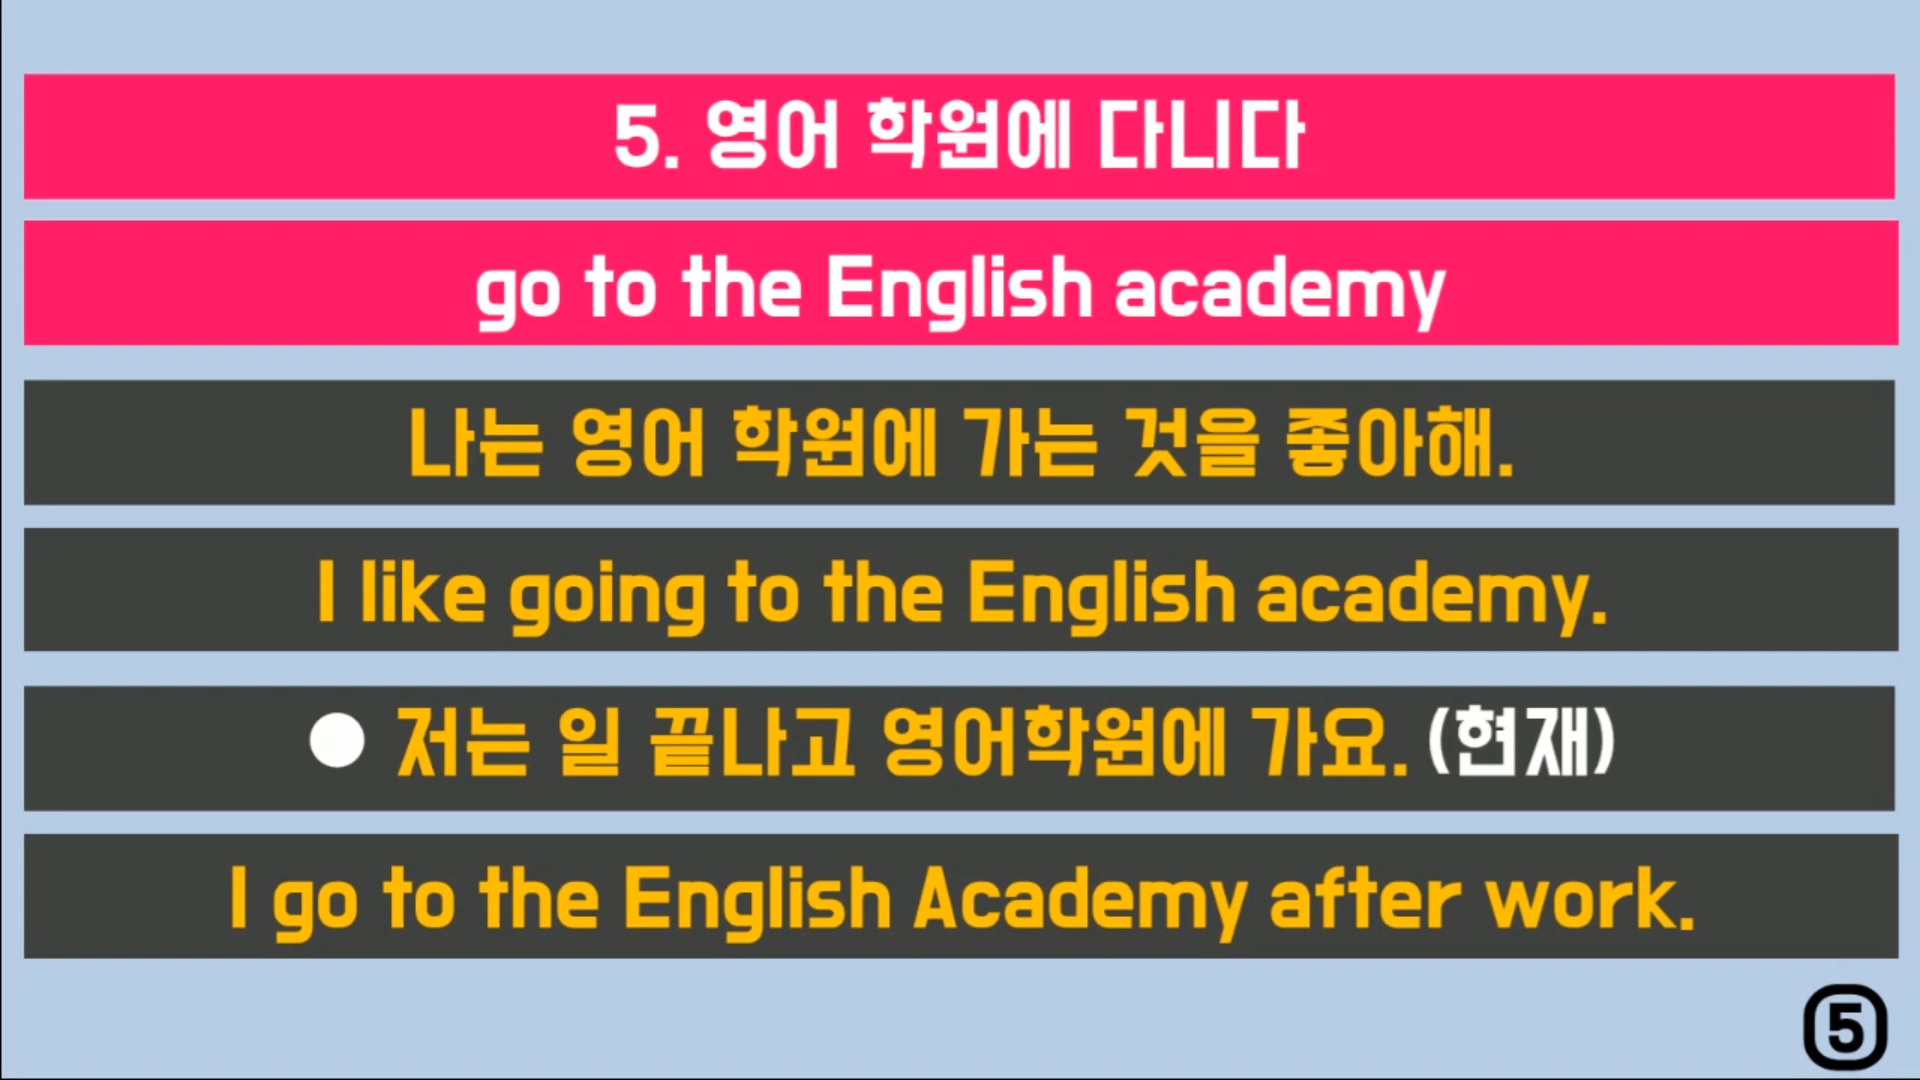 5. 영어 학원에 다니다
go to the English academy
나는 영어 학원에 가는 것을 좋아해.
I like going to the English academy.
● 저는 일 끝나고 영어학원에 가요. (현재)
I go to the English Academy after work.
5